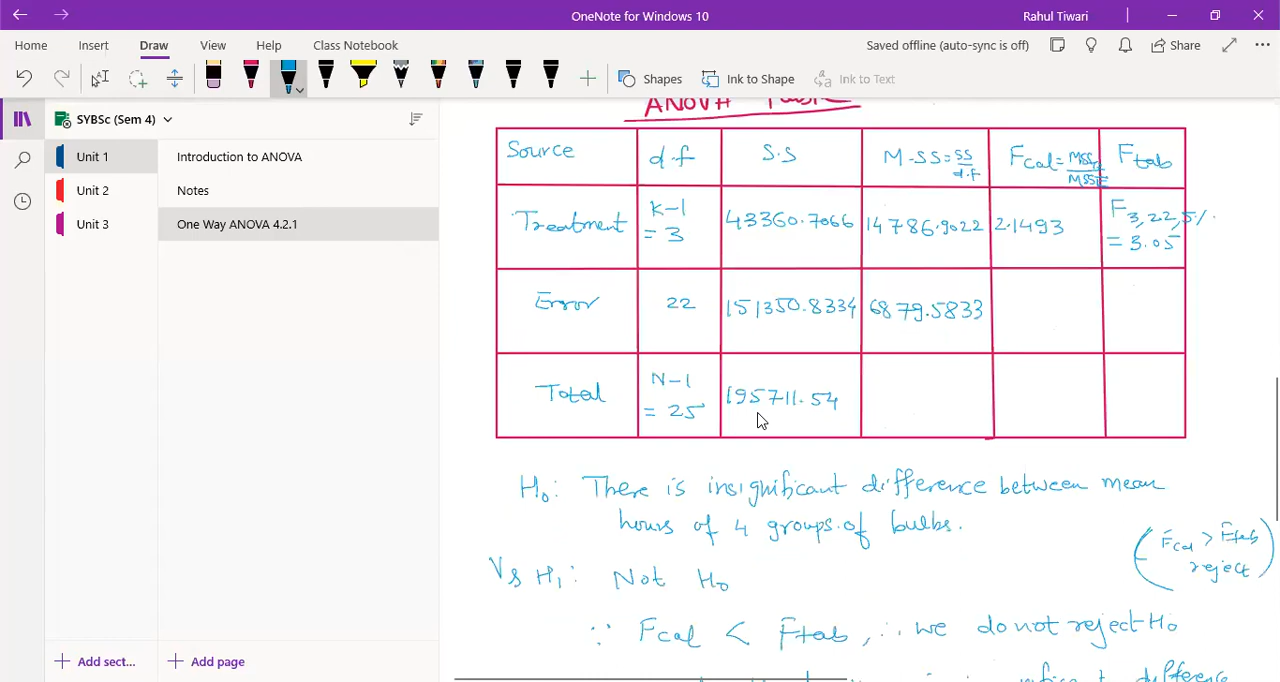 OneNote for Windows 10
Rahul Tiwari
Home Insert Draw View Help Class Notebook
Saved offline (auto-sync is off)
Share
Shapes
Ink to Shape
Ink to Text
SYBSc (Sem 4)
Unit 1
Unit 2
Unit 3
Introduction to ANOVA
Notes
One Way ANOVA 4.2.1
Add sect...
Add page
ANOVA Table
Source d.f S.S M.SS=SS/d.f Fcal=MSS/MSSE Ftab
Treatment K-1 = 3 43360.7066 14786.9022 2.1493 F3,22,5% = 3.05
Error 22 151350.8334 6879.5833
Total N-1 = 25 195711.54
H0: There is insignificant difference between mean
hours of 4 groups of bulbs.
Vs H1: Not H0
(Fcal > Ftab
reject)
∵ Fcal < Ftab, ∴ we do not reject H0
difference